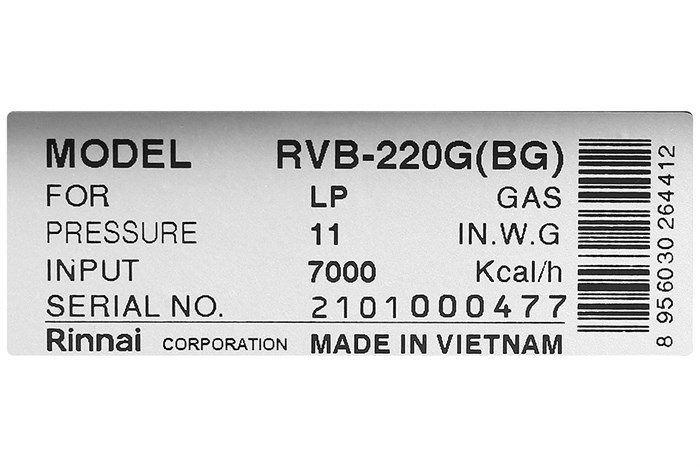 MODEL RVB-220G(BG)
FOR LP GAS
PRESSURE 11 IN.W.G
INPUT 7000 Kcal/h
SERIAL NO. 2101000477
Rinnai CORPORATION MADE IN VIETNAM
8 956030 264412